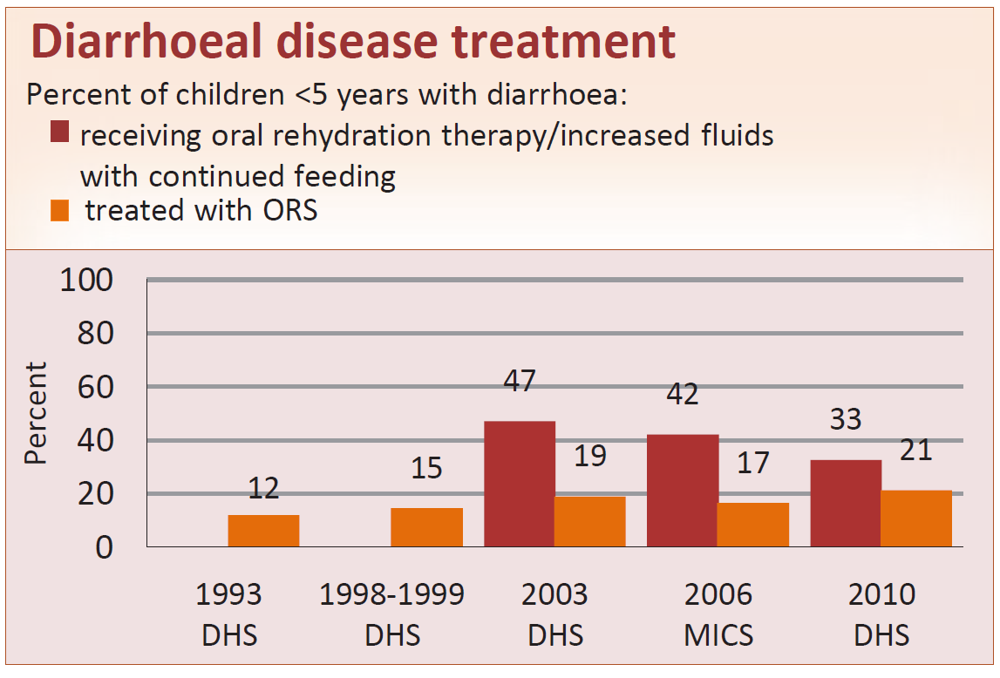 Diarrhoeal disease treatment
Percent of children <5 years with diarrhoea:
receiving oral rehydration therapy/increased fluids
with continued feeding
treated with ORS
Percent
100
80
60
40
20
0
12
15
47
19
42
17
33
21
1993 1998-1999 2003 2006 2010
DHS DHS DHS MICS DHS